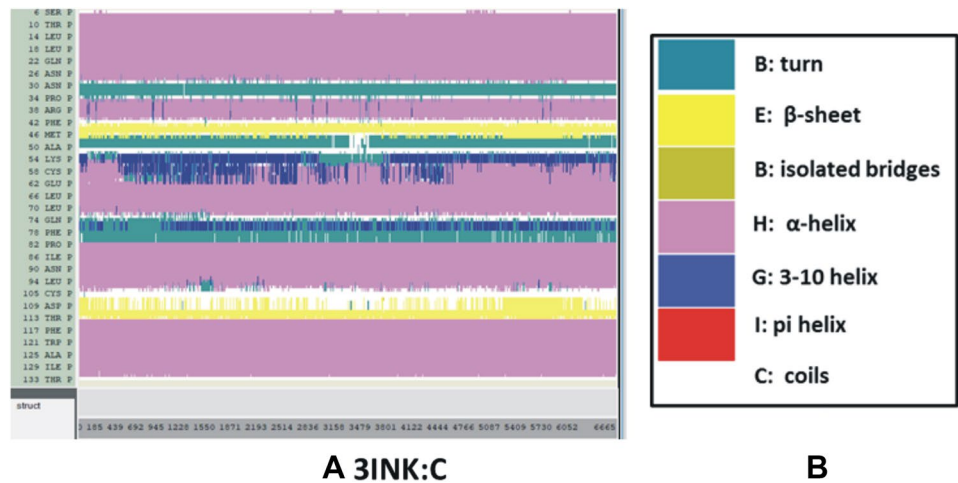 6 SER P
10 THR P
14 LEU P
18 LEU P
22 GLN P
26 ASN P
30 ASN P
34 PRO P
38 ARG P
42 PHE P
46 MET P
50 ALA P
54 LYS P
58 CYS P
62 GLU P
66 LEU P
70 LEU P
74 GLN P
78 PHE P
82 PRO P
86 ILE P
90 ASN P
94 LEU P
105 CYS P
109 ASP P
113 THR P
117 PHE P
121 TRP P
125 ALA P
129 ILE P
133 THR P
struct
0 185 439 692 945 1228 1550 1871 2193 2514 2836 3158 3479 3801 4122 4444 4766 5087 5409 5730 6052 6665
A 3INK:C
B: turn
E: β-sheet
B: isolated bridges
H: α-helix
G: 3-10 helix
I: pi helix
C: coils
B